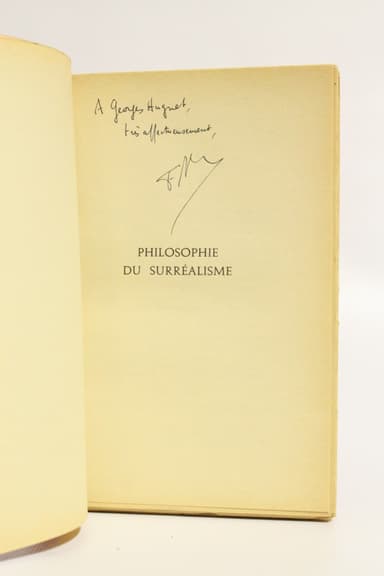 A Georges Hugnet,
très affectueusement,
PHILOSOPHIE
DU SURRÉALISME